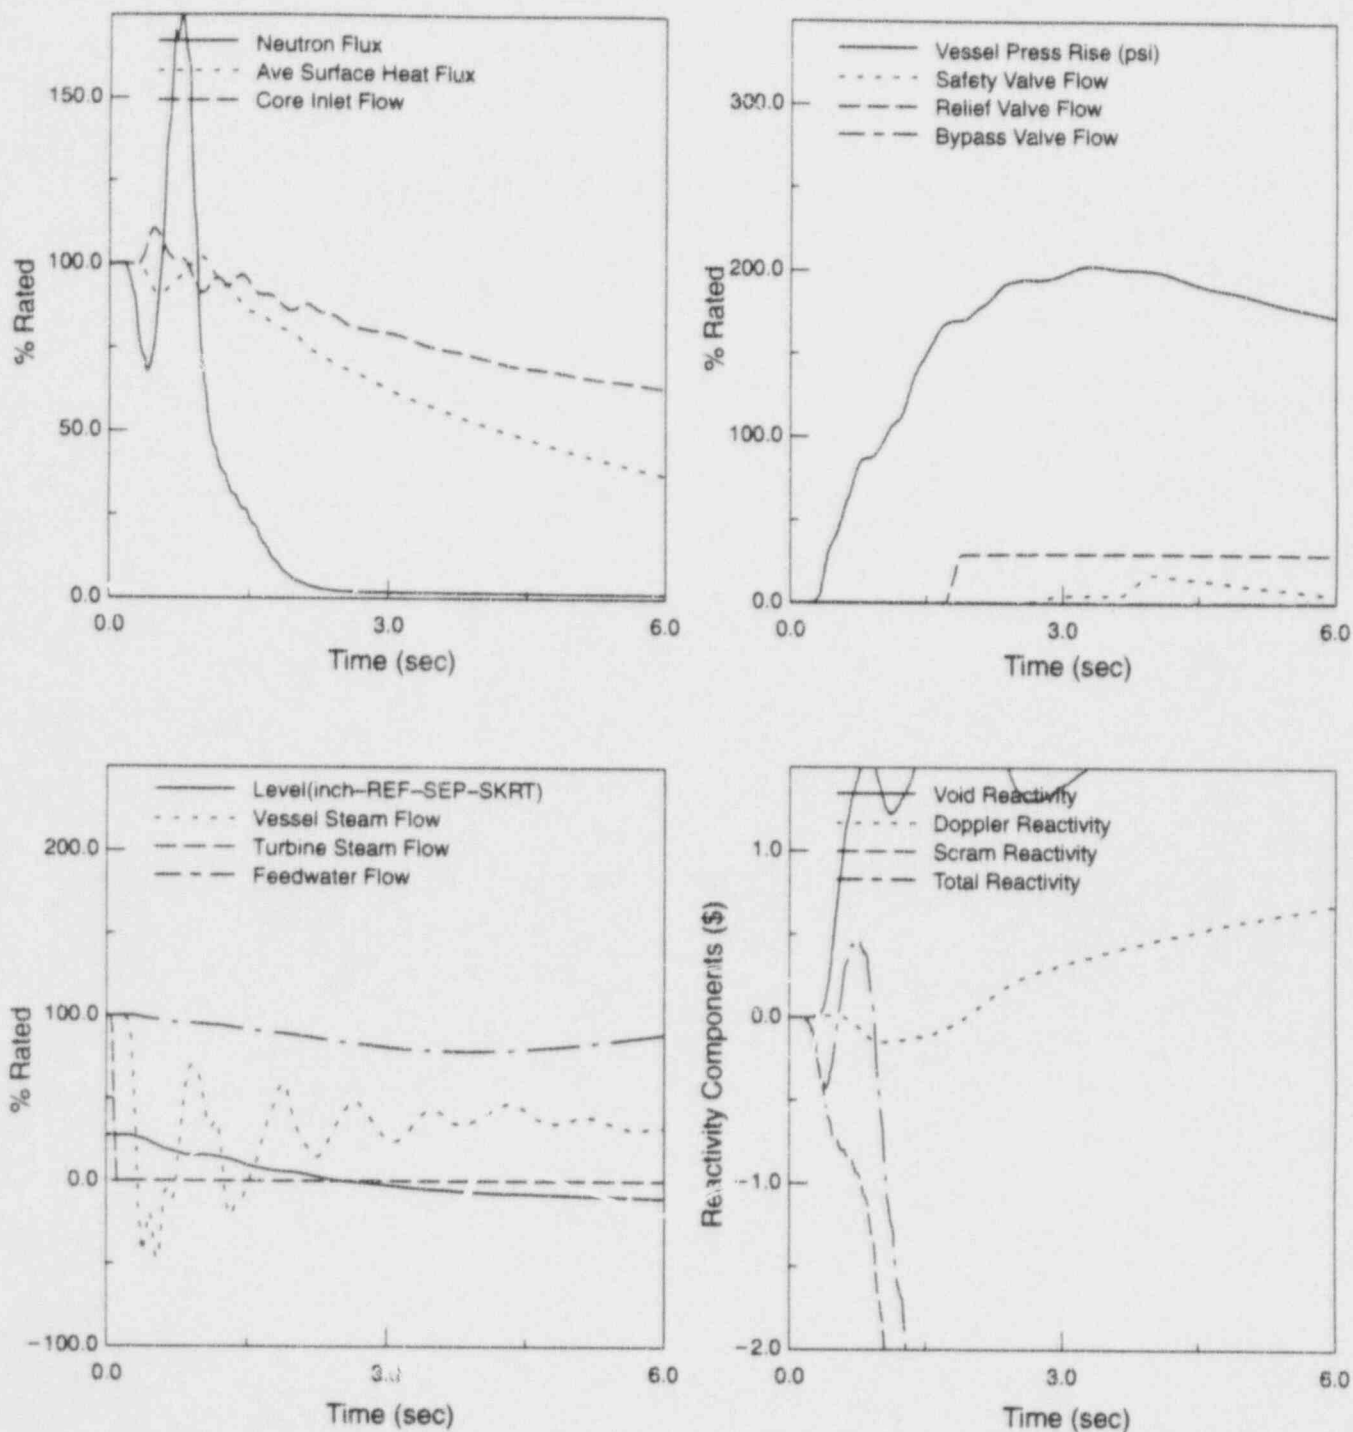 Neutron Flux
Ave Surface Heat Flux
Core Inlet Flow
150.0
100.0
50.0
0.0
% Rated
0.0
3.0
6.0
Time (sec)
Vessel Press Rise (psi)
Safety Valve Flow
Relief Valve Flow
Bypass Valve Flow
300.0
200.0
100.0
0.0
% Rated
0.0
3.0
6.0
Time (sec)
Level(inch-REF-SEP-SKRT)
Vessel Steam Flow
Turbine Steam Flow
Feedwater Flow
200.0
100.0
0.0
-100.0
% Rated
0.0
3.0
6.0
Time (sec)
Void Reactivity
Doppler Reactivity
Scram Reactivity
Total Reactivity
1.0
0.0
-1.0
-2.0
Reactivity Components ($)
0.0
3.0
6.0
Time (sec)